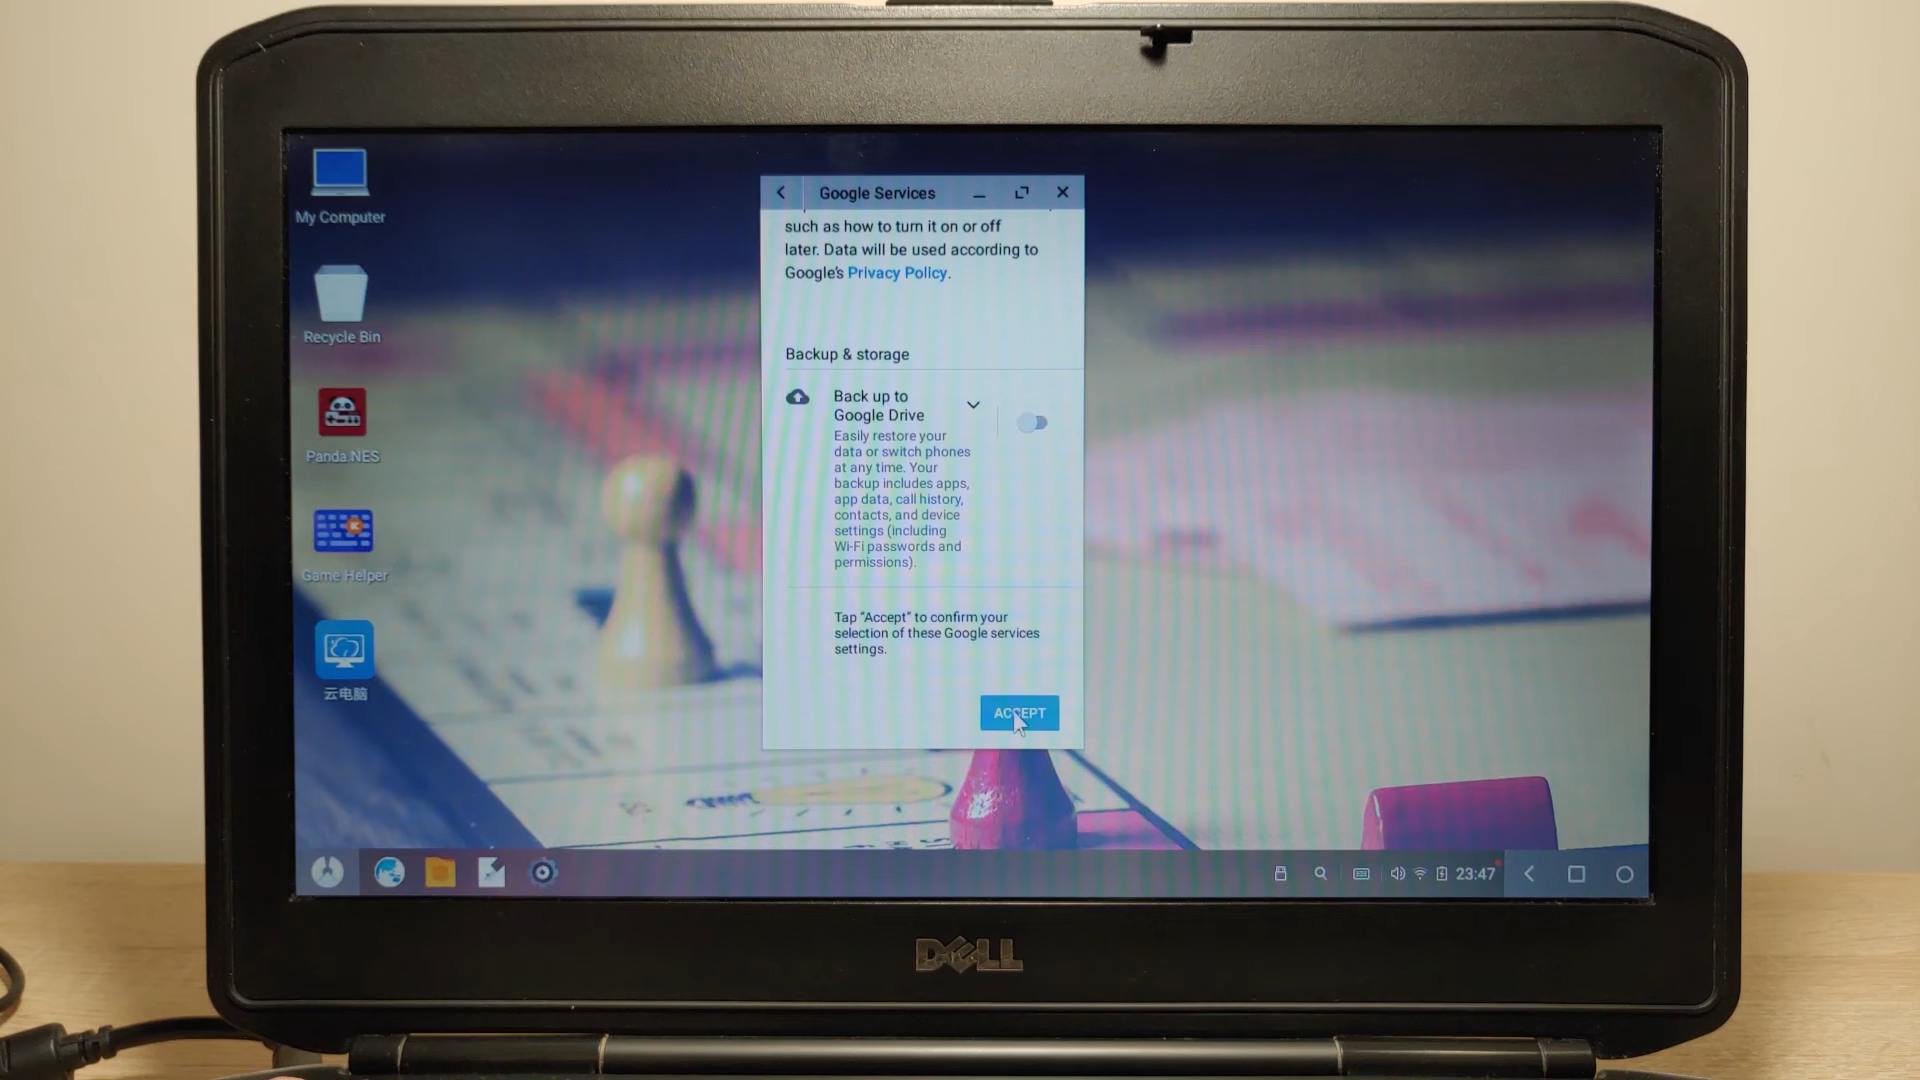 My Computer
Recycle Bin
Panda.NES
Game Helper
云电脑
Google Services
such as how to turn it on or off
later. Data will be used according to
Google's Privacy Policy.
Backup & storage
Back up to
Google Drive
Easily restore your
data or switch phones
at any time. Your
backup includes apps,
app data, call history,
contacts, and device
settings (including
Wi-Fi passwords and
permissions).
Tap "Accept" to confirm your
selection of these Google services
settings.
ACCEPT
23:47
DELL